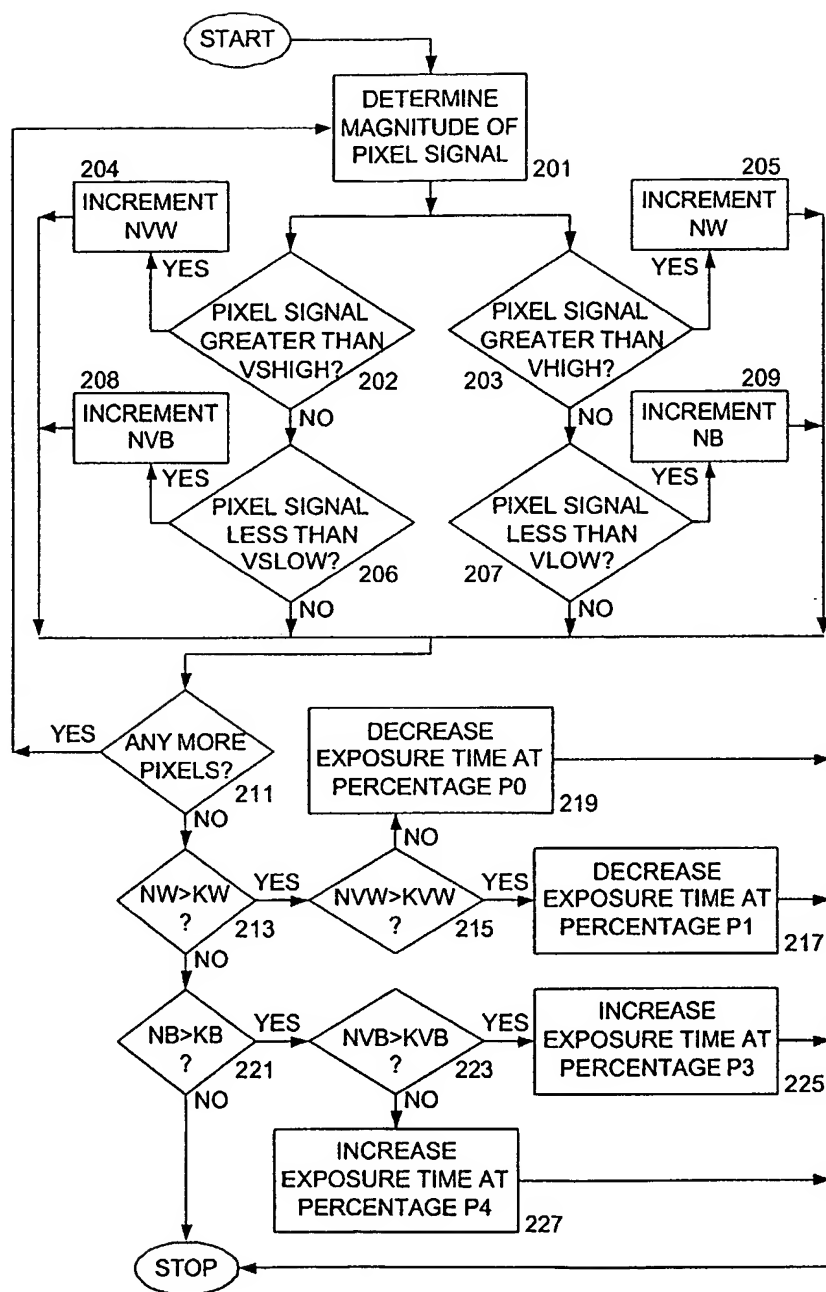 START
DETERMINE
MAGNITUDE OF
PIXEL SIGNAL
201
204
INCREMENT
NVW
YES
205
INCREMENT
NW
YES
PIXEL SIGNAL
GREATER THAN
VSHIGH?
202
NO
PIXEL SIGNAL
GREATER THAN
VHIGH?
203
NO
208
INCREMENT
NVB
YES
209
INCREMENT
NB
YES
PIXEL SIGNAL
LESS THAN
VSLOW?
206
NO
PIXEL SIGNAL
LESS THAN
VLOW?
207
NO
YES
ANY MORE
PIXELS?
211
NO
DECREASE
EXPOSURE TIME AT
PERCENTAGE P0
219
NO
NW>KW
?
213
YES
NO
NVW>KVW
?
215
YES
DECREASE
EXPOSURE TIME AT
PERCENTAGE P1
217
NB>KB
?
221
YES
NO
NVB>KVB
?
223
YES
NO
INCREASE
EXPOSURE TIME AT
PERCENTAGE P3
225
INCREASE
EXPOSURE TIME AT
PERCENTAGE P4
227
STOP